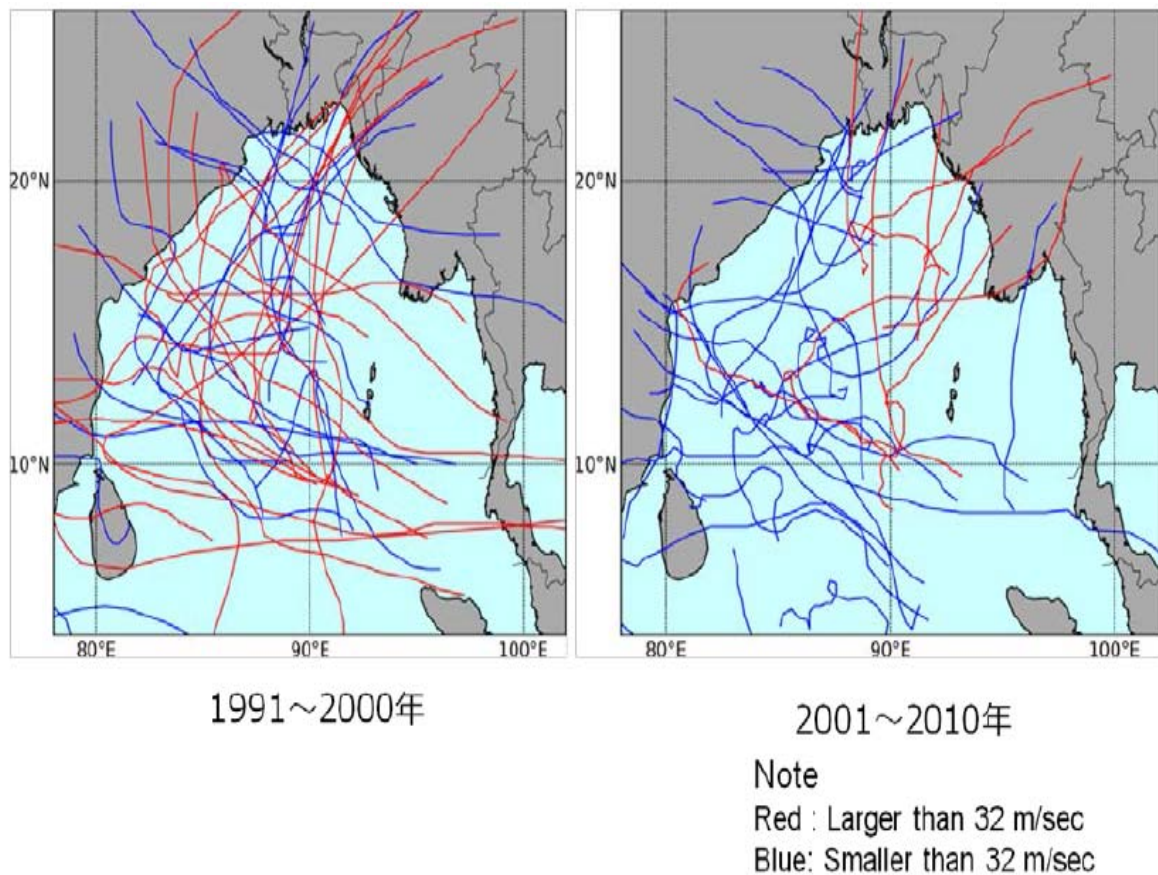 20°N
10°N
80°E 90°E 100°E
20°N
10°N
80°E 90°E 100°E
1991～2000年
2001～2010年
Note
Red : Larger than 32 m/sec
Blue: Smaller than 32 m/sec